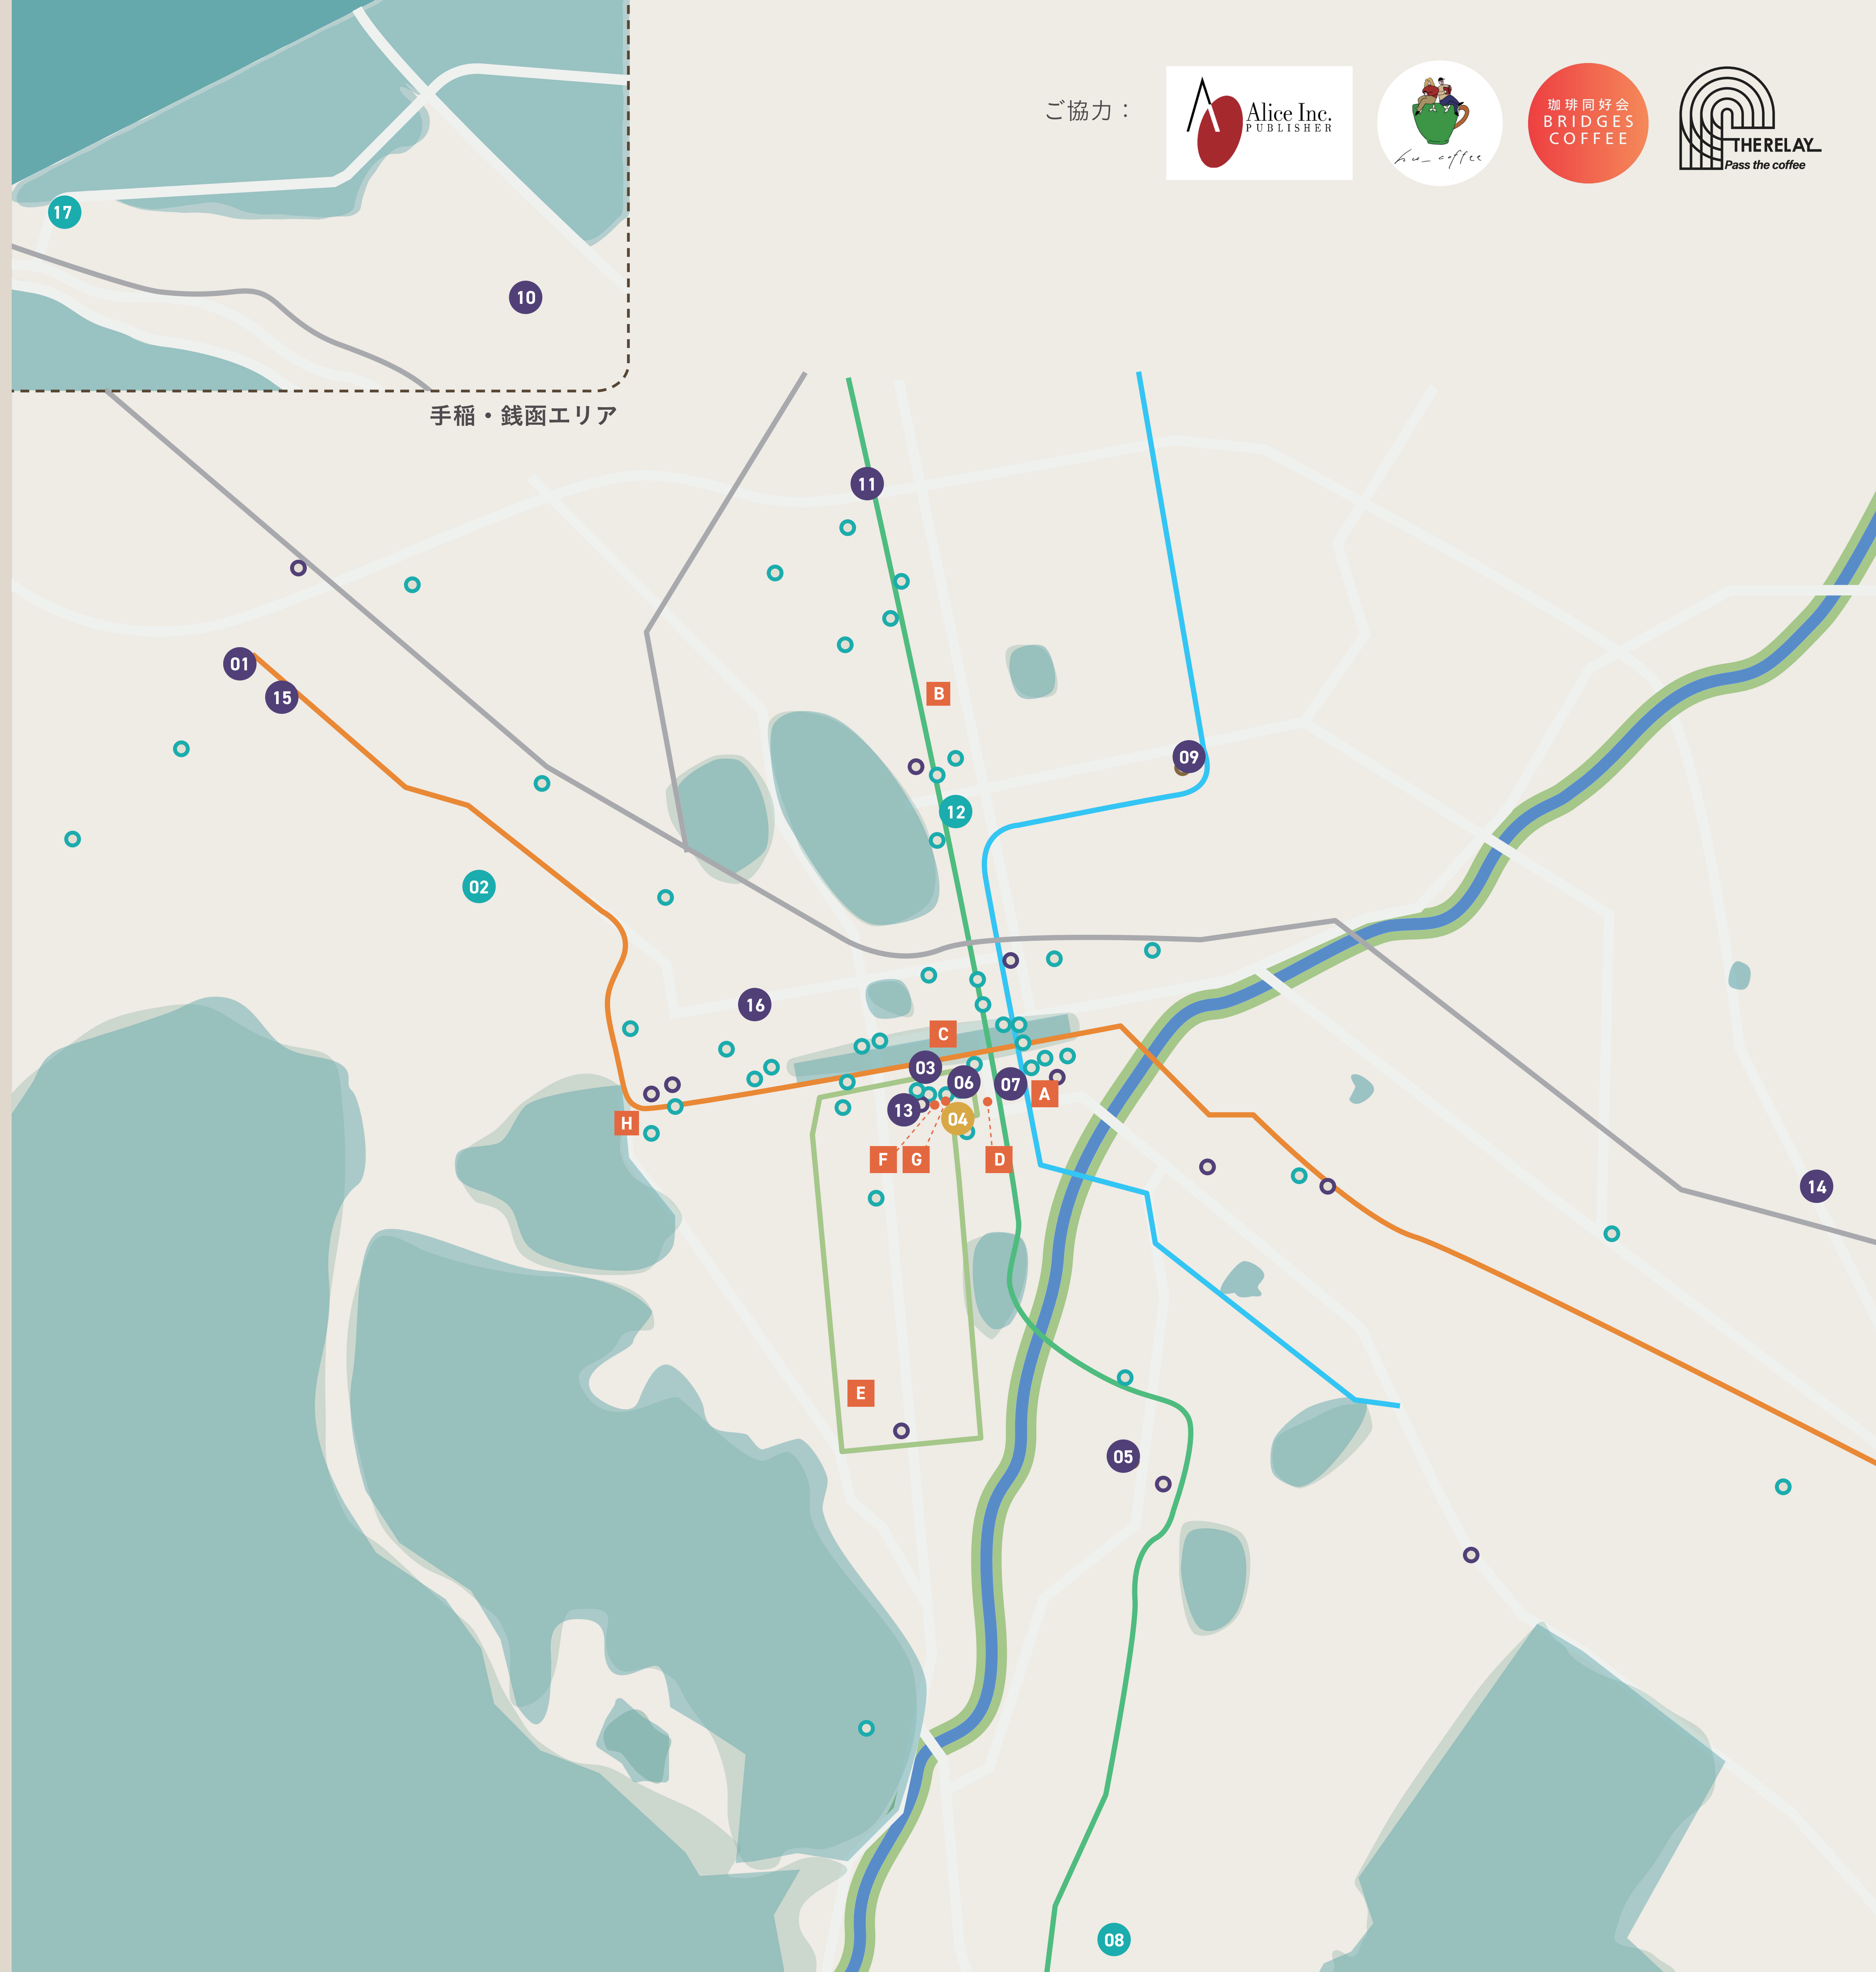 ご協力：
Alice Inc.
PUBLISHER
hu_coffee
珈琲同好会
BRIDGES
COFFEE
THE RELAY
Pass the coffee
17
10
手稲・銭函エリア
11
01
15
B
09
12
02
16
C
03
06
07
A
13
04
H
F
G
D
14
E
05
08